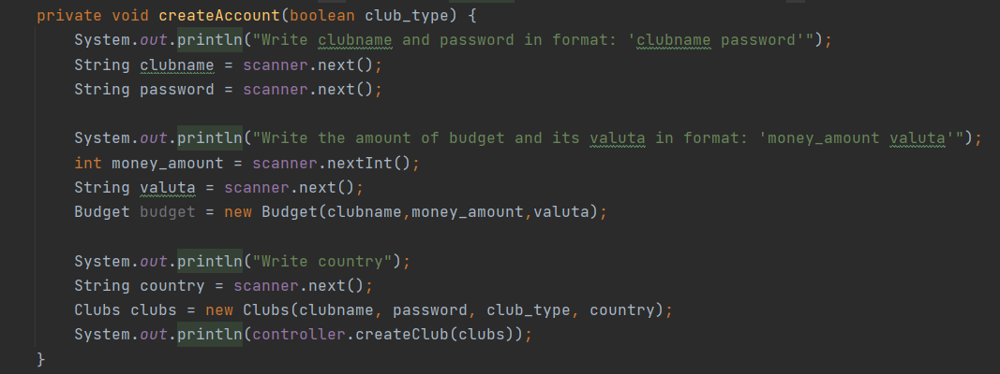 private void createAccount(boolean club_type) {
System.out.println("Write clubname and password in format: 'clubname password'");
String clubname = scanner.next();
String password = scanner.next();
System.out.println("Write the amount of budget and its valuta in format: 'money_amount valuta'");
int money_amount = scanner.nextInt();
String valuta = scanner.next();
Budget budget = new Budget(clubname,money_amount,valuta);
System.out.println("Write country");
String country = scanner.next();
Clubs clubs = new Clubs(clubname, password, club_type, country);
System.out.println(controller.createClub(clubs));
}